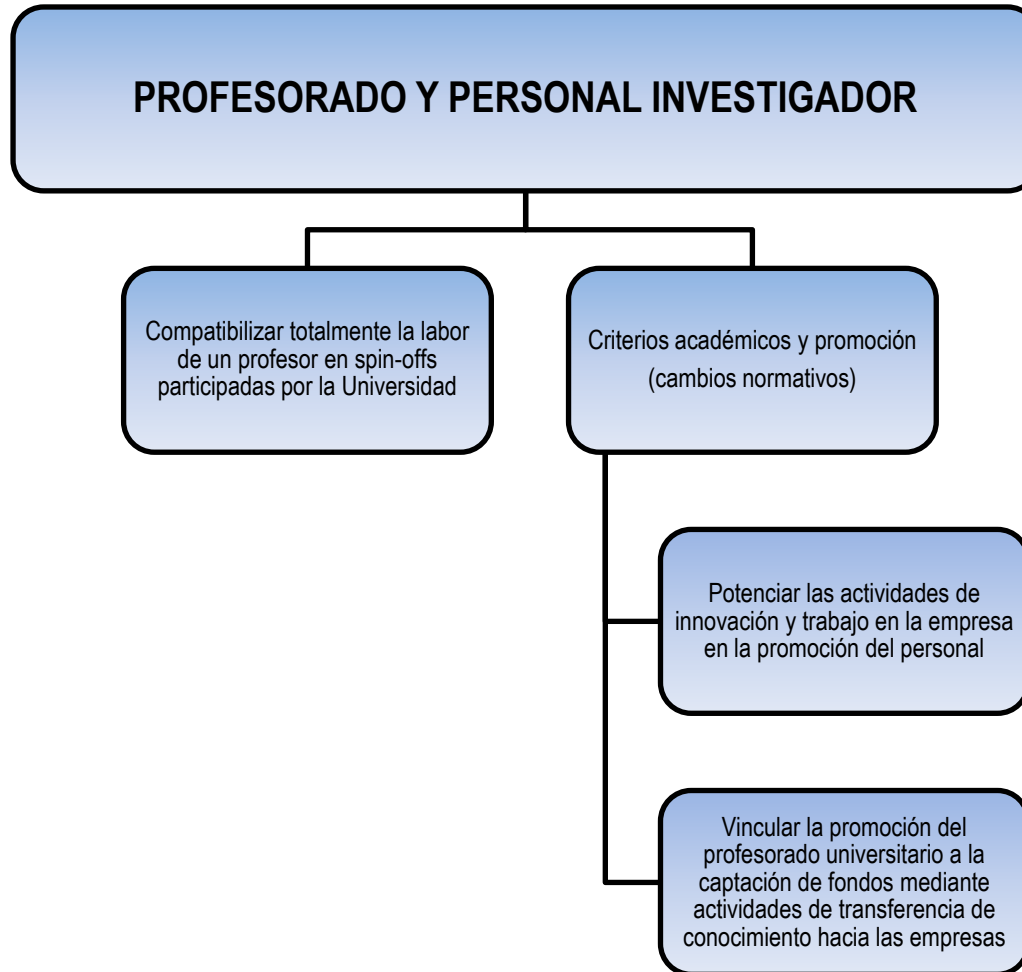 PROFESORADO Y PERSONAL INVESTIGADOR
Compatibilizar totalmente la labor
de un profesor en spin-offs
participadas por la Universidad
Criterios académicos y promoción
(cambios normativos)
Potenciar las actividades de
innovación y trabajo en la empresa
en la promoción del personal
Vincular la promoción del
profesorado universitario a la
captación de fondos mediante
actividades de transferencia de
conocimiento hacia las empresas